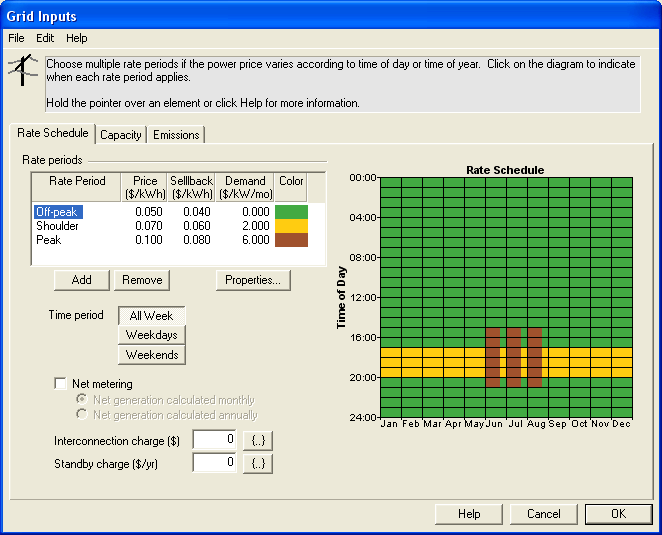 Grid Inputs
File Edit Help
Choose multiple rate periods if the power price varies according to time of day or time of year. Click on the diagram to indicate
when each rate period applies.
Hold the pointer over an element or click Help for more information.
Rate Schedule Capacity Emissions
Rate periods
Rate Period Price ($/kWh) Sellback ($/kWh) Demand ($/kW/mo) Color
Off-peak 0.050 0.040 0.000
Shoulder 0.070 0.060 2.000
Peak 0.100 0.080 6.000
Add Remove Properties...
Time period All Week
Weekdays
Weekends
Net metering
Net generation calculated monthly
Net generation calculated annually
Interconnection charge ($) 0 {..}
Standby charge ($/yr) 0 {..}
Rate Schedule
Time of Day
00:00
04:00
08:00
12:00
16:00
20:00
24:00
Jan Feb Mar Apr May Jun Jul Aug Sep Oct Nov Dec
Help Cancel OK